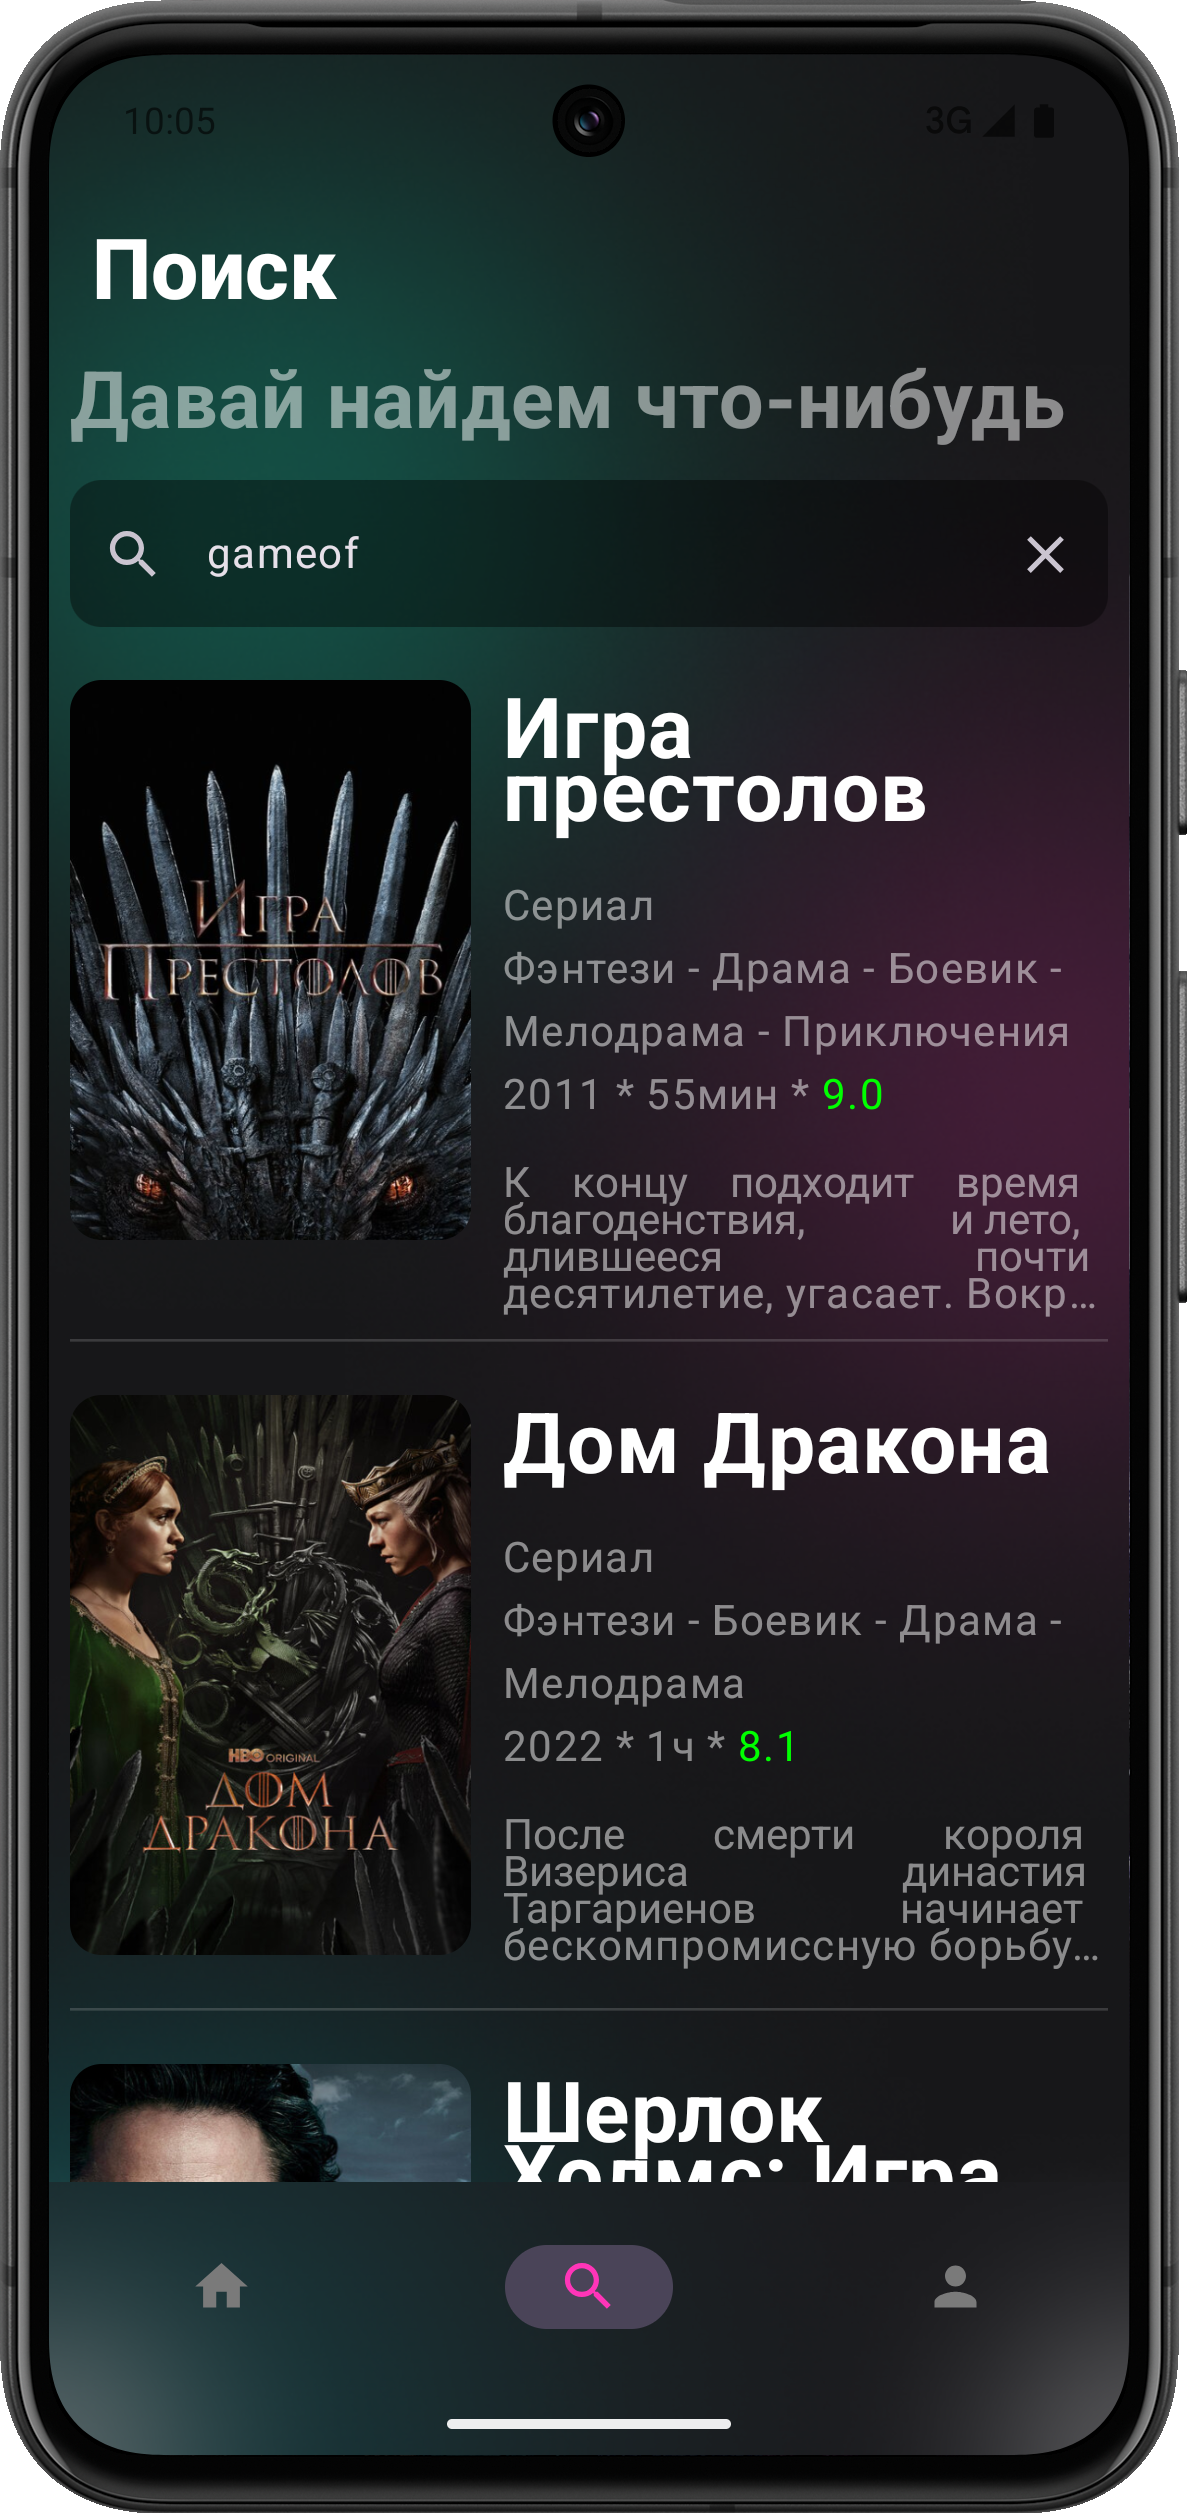 10:05
3G
Поиск
Давай найдем что-нибудь
gameof
Игра
престолов
Игра
Престолов
Сериал
Фэнтези - Драма - Боевик -
Мелодрама - Приключения
2011 * 55мин * 9.0
К концу подходит время
благоденствия, и лето,
длившееся почти
десятилетие, угасает. Вокр…
Дом Дракона
HBO ORIGINAL
ДОМ
ДРАКОНА
Сериал
Фэнтези - Боевик - Драма -
Мелодрама
2022 * 1ч * 8.1
После смерти короля
Визериса династия
Таргариенов начинает
бескомпромиссную борьбу…
Шерлок
Холмс: Игра